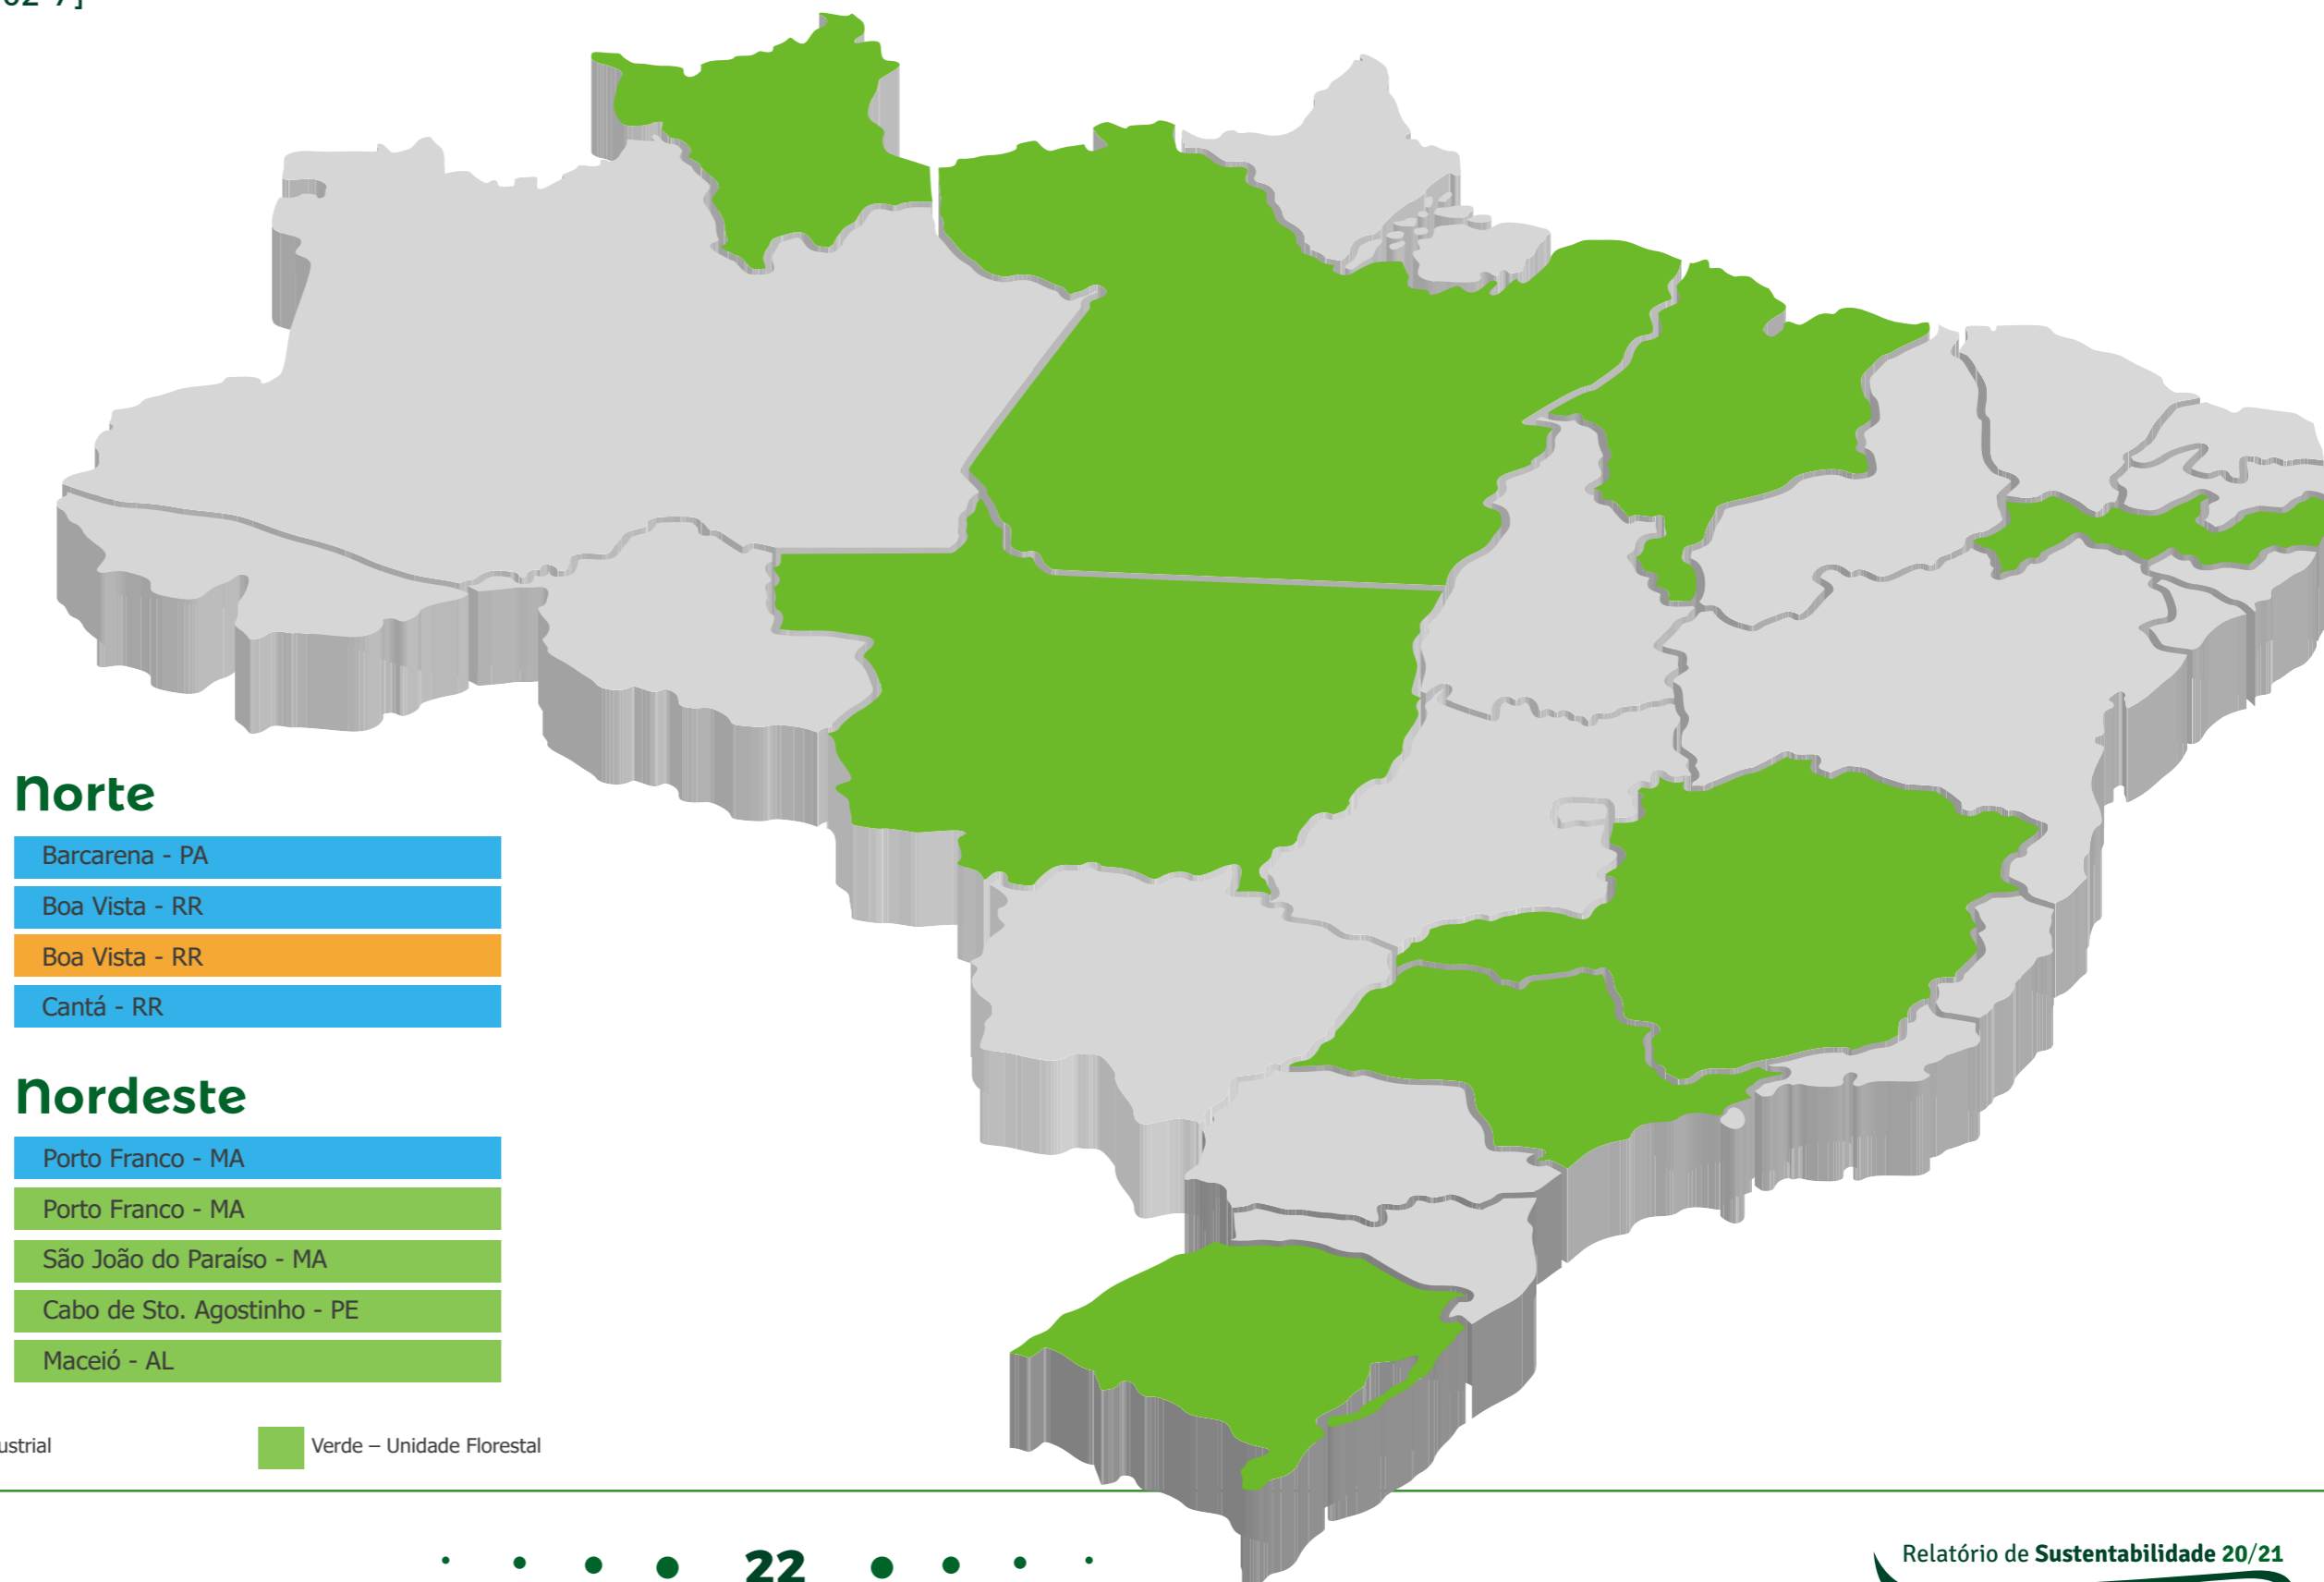 Norte
Barcarena - PA
Boa Vista - RR
Boa Vista - RR
Cantá - RR
Nordeste
Porto Franco - MA
Porto Franco - MA
São João do Paraíso - MA
Cabo de Sto. Agostinho - PE
Maceió - AL
Verde – Unidade Florestal
22
Relatório de Sustentabilidade 20/21